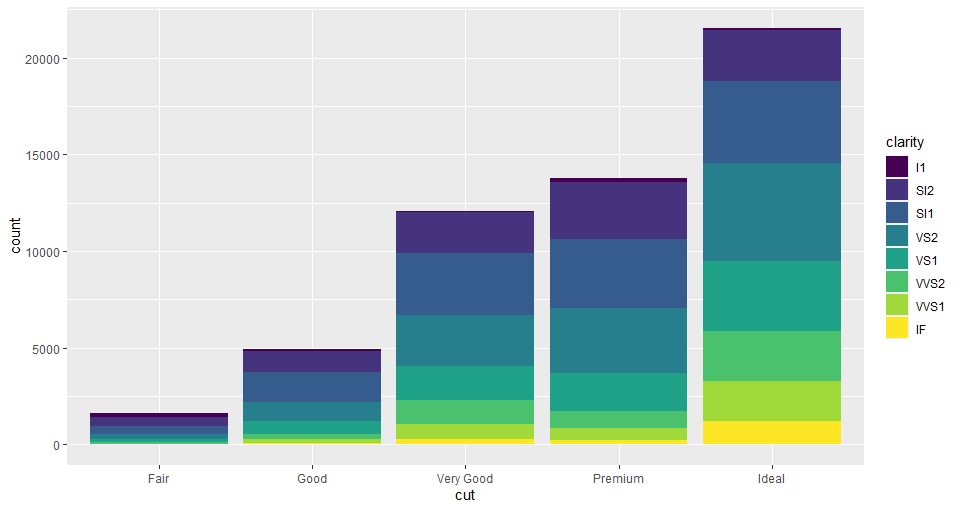 20000
15000
10000
5000
0
count
Fair Good Very Good Premium Ideal
cut
clarity
I1
SI2
SI1
VS2
VS1
VVS2
VVS1
IF